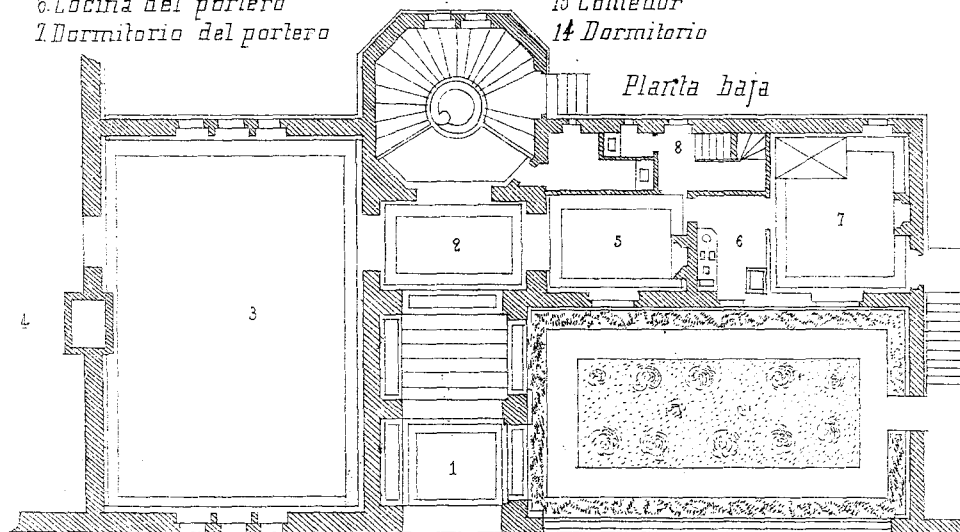 6. Cocina del portero
7. Dormitorio del portero
13 Comedor
14 Dormitorio
Planta baja
8
7
2
5
6
3
4
1